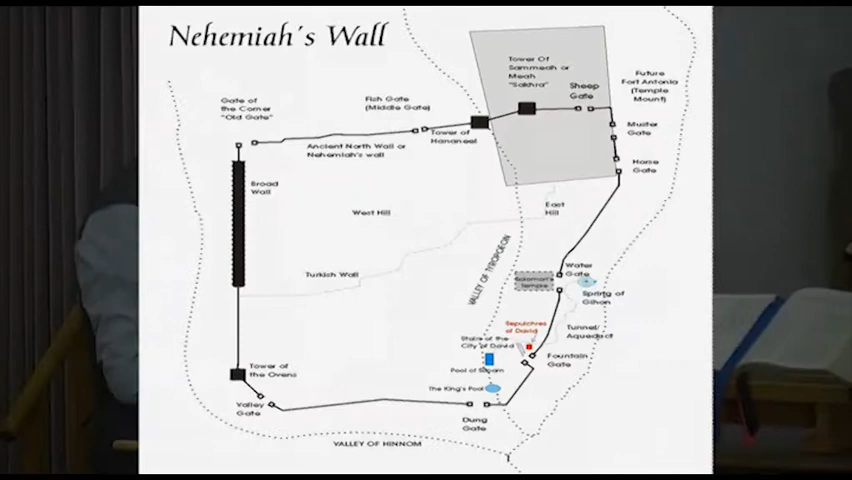 Nehemiah's Wall
Tower Of
Sammeah or
Meah
"Sakhra"
Sheep
Gate
Future
Fort Antonia
(Temple
Mount)
Gate of
the Corner
"Old Gate"
Fish Gate
(Middle Gate)
Tower of
Hananeel
Muster
Gate
Ancient North Wall or
Nehemiah's wall
Horse
Gate
Broad
Wall
West Hill
East
Hill
VALLEY OF TYROPOEON
Water
Gate
Turkish Wall
Solomon's
Temple
Spring of
Gihon
Sepulchres
of David
Tunnel/
Aqueduct
Stairs of the
City of David
Fountain
Gate
Pool of Siloam
Tower of
the Ovens
The King's Pool
Valley
Gate
Dung
Gate
VALLEY OF HINNOM